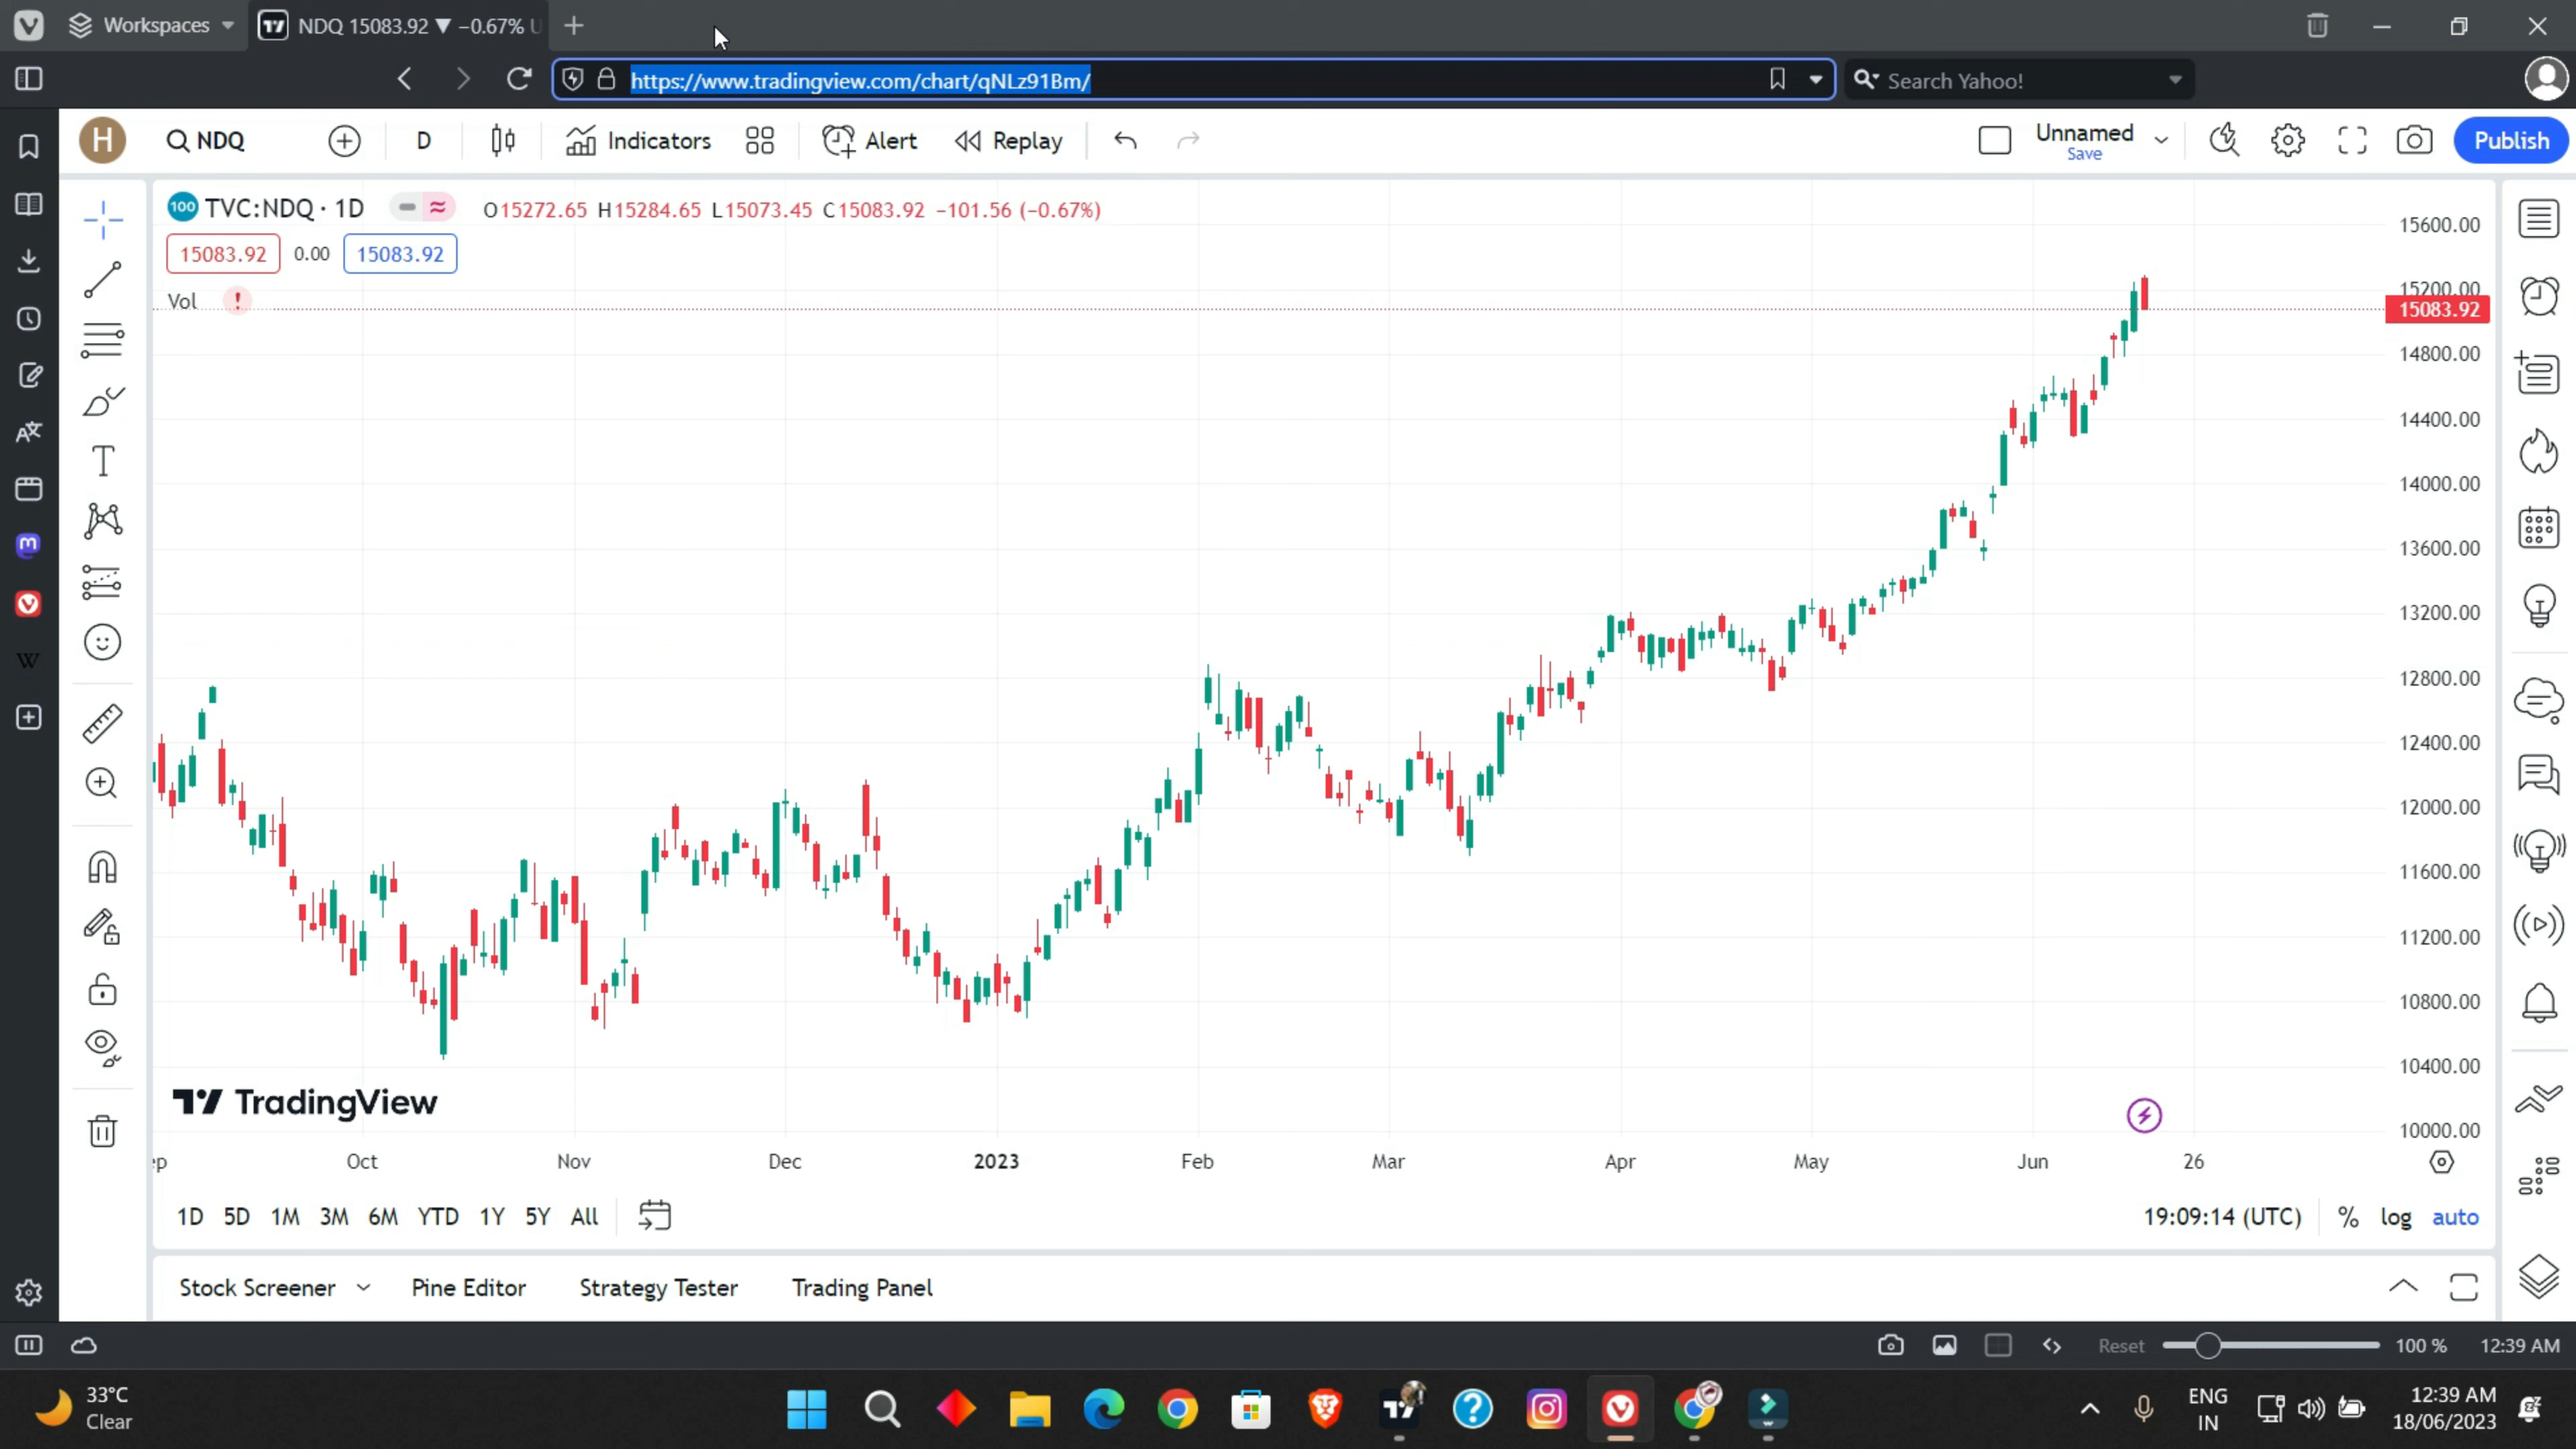 Workspaces
NDQ 15083.92 ▼ −0.67% U
https://www.tradingview.com/chart/qNLz91Bm/
Search Yahoo!
H
NDQ
D
Indicators
Alert
Replay
Unnamed
Save
Publish
100 TVC:NDQ · 1D
O15272.65 H15284.65 L15073.45 C15083.92 −101.56 (−0.67%)
15083.92 0.00 15083.92
Vol !
15600.00
15200.00
15083.92
14800.00
14400.00
14000.00
13600.00
13200.00
12800.00
12400.00
12000.00
11600.00
11200.00
10800.00
10400.00
10000.00
TradingView
ep Oct Nov Dec 2023 Feb Mar Apr May Jun 26
1D 5D 1M 3M 6M YTD 1Y 5Y All
19:09:14 (UTC) % log auto
Stock Screener Pine Editor Strategy Tester Trading Panel
Reset 100 % 12:39 AM
33°C
Clear
ENG
IN
12:39 AM
18/06/2023